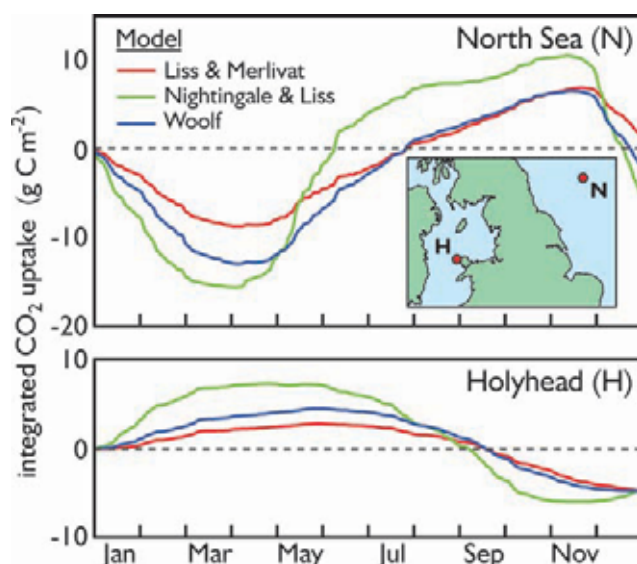 Model
Liss & Merlivat
Nightingale & Liss
Woolf
North Sea (N)
10
0
-10
-20
N
H
integrated CO₂ uptake (g C m⁻²)
Holyhead (H)
10
0
-10
Jan Mar May Jul Sep Nov